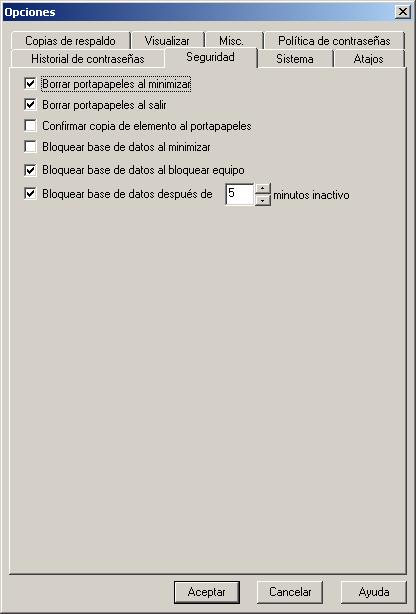 Opciones
Copias de respaldo Visualizar Misc. Política de contraseñas
Historial de contraseñas Seguridad Sistema Atajos
Borrar portapapeles al minimizar
Borrar portapapeles al salir
Confirmar copia de elemento al portapapeles
Bloquear base de datos al minimizar
Bloquear base de datos al bloquear equipo
Bloquear base de datos después de 5 minutos inactivo
Aceptar Cancelar Ayuda